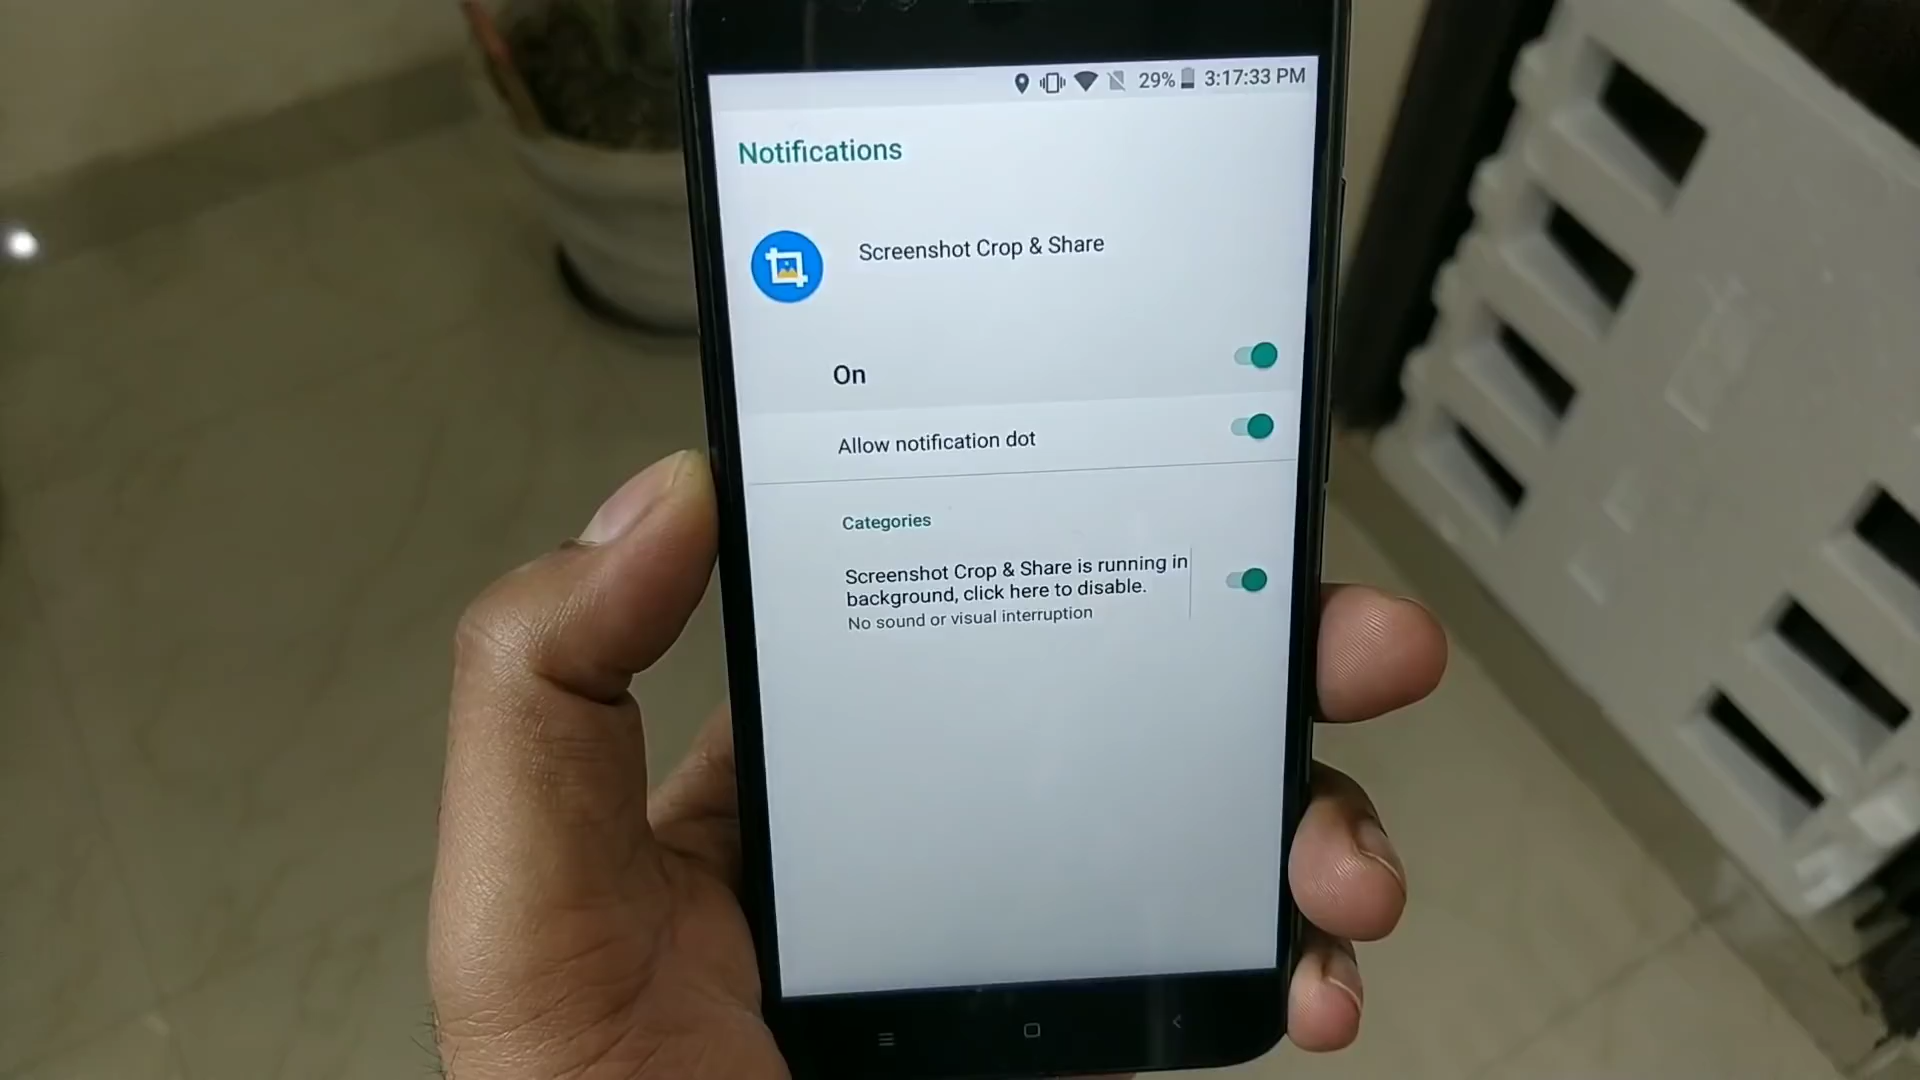 29% 3:17:33 PM
Notifications
Screenshot Crop & Share
On
Allow notification dot
Categories
Screenshot Crop & Share is running in
background, click here to disable.
No sound or visual interruption